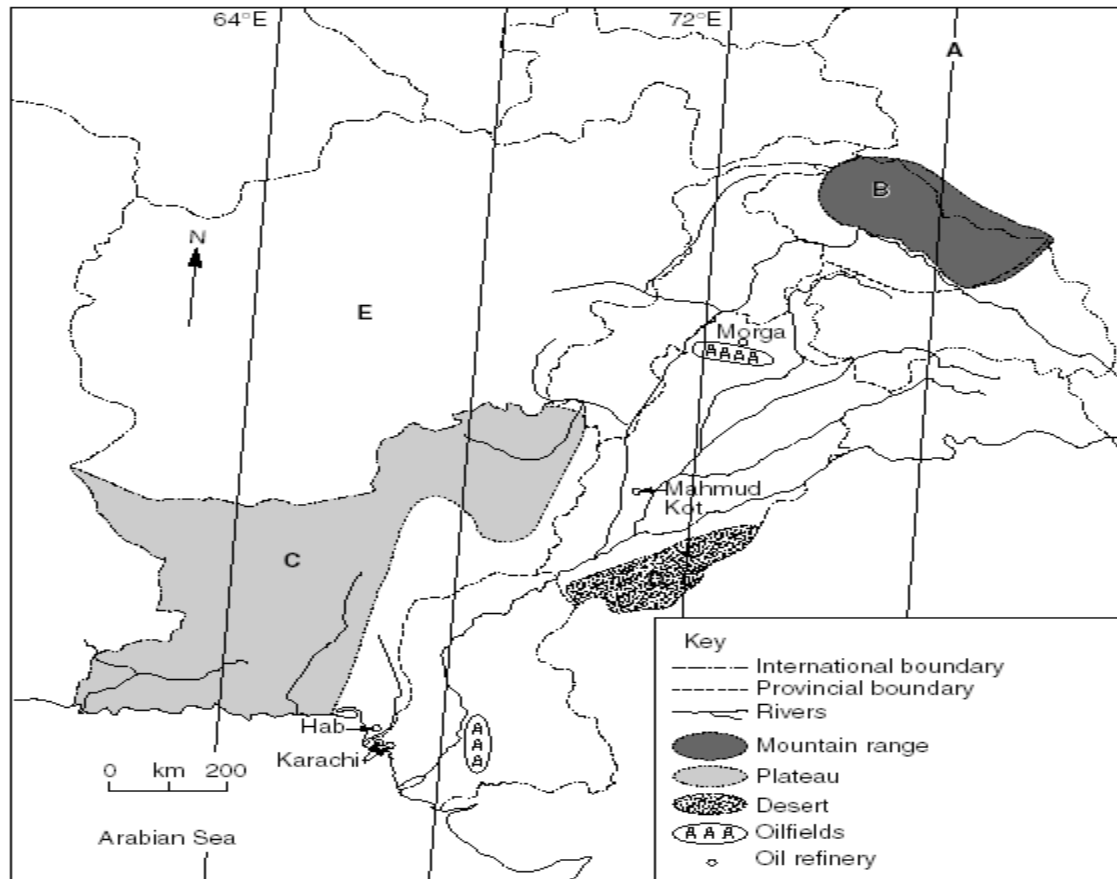 64°E
72°E
A
B
N
E
Morga
A A A A
Mahmud
Kot
C
Hab
Karachi
A
A
A
0 km 200
Arabian Sea
Key
International boundary
Provincial boundary
Rivers
Mountain range
Plateau
Desert
A A A
Oilfields
Oil refinery